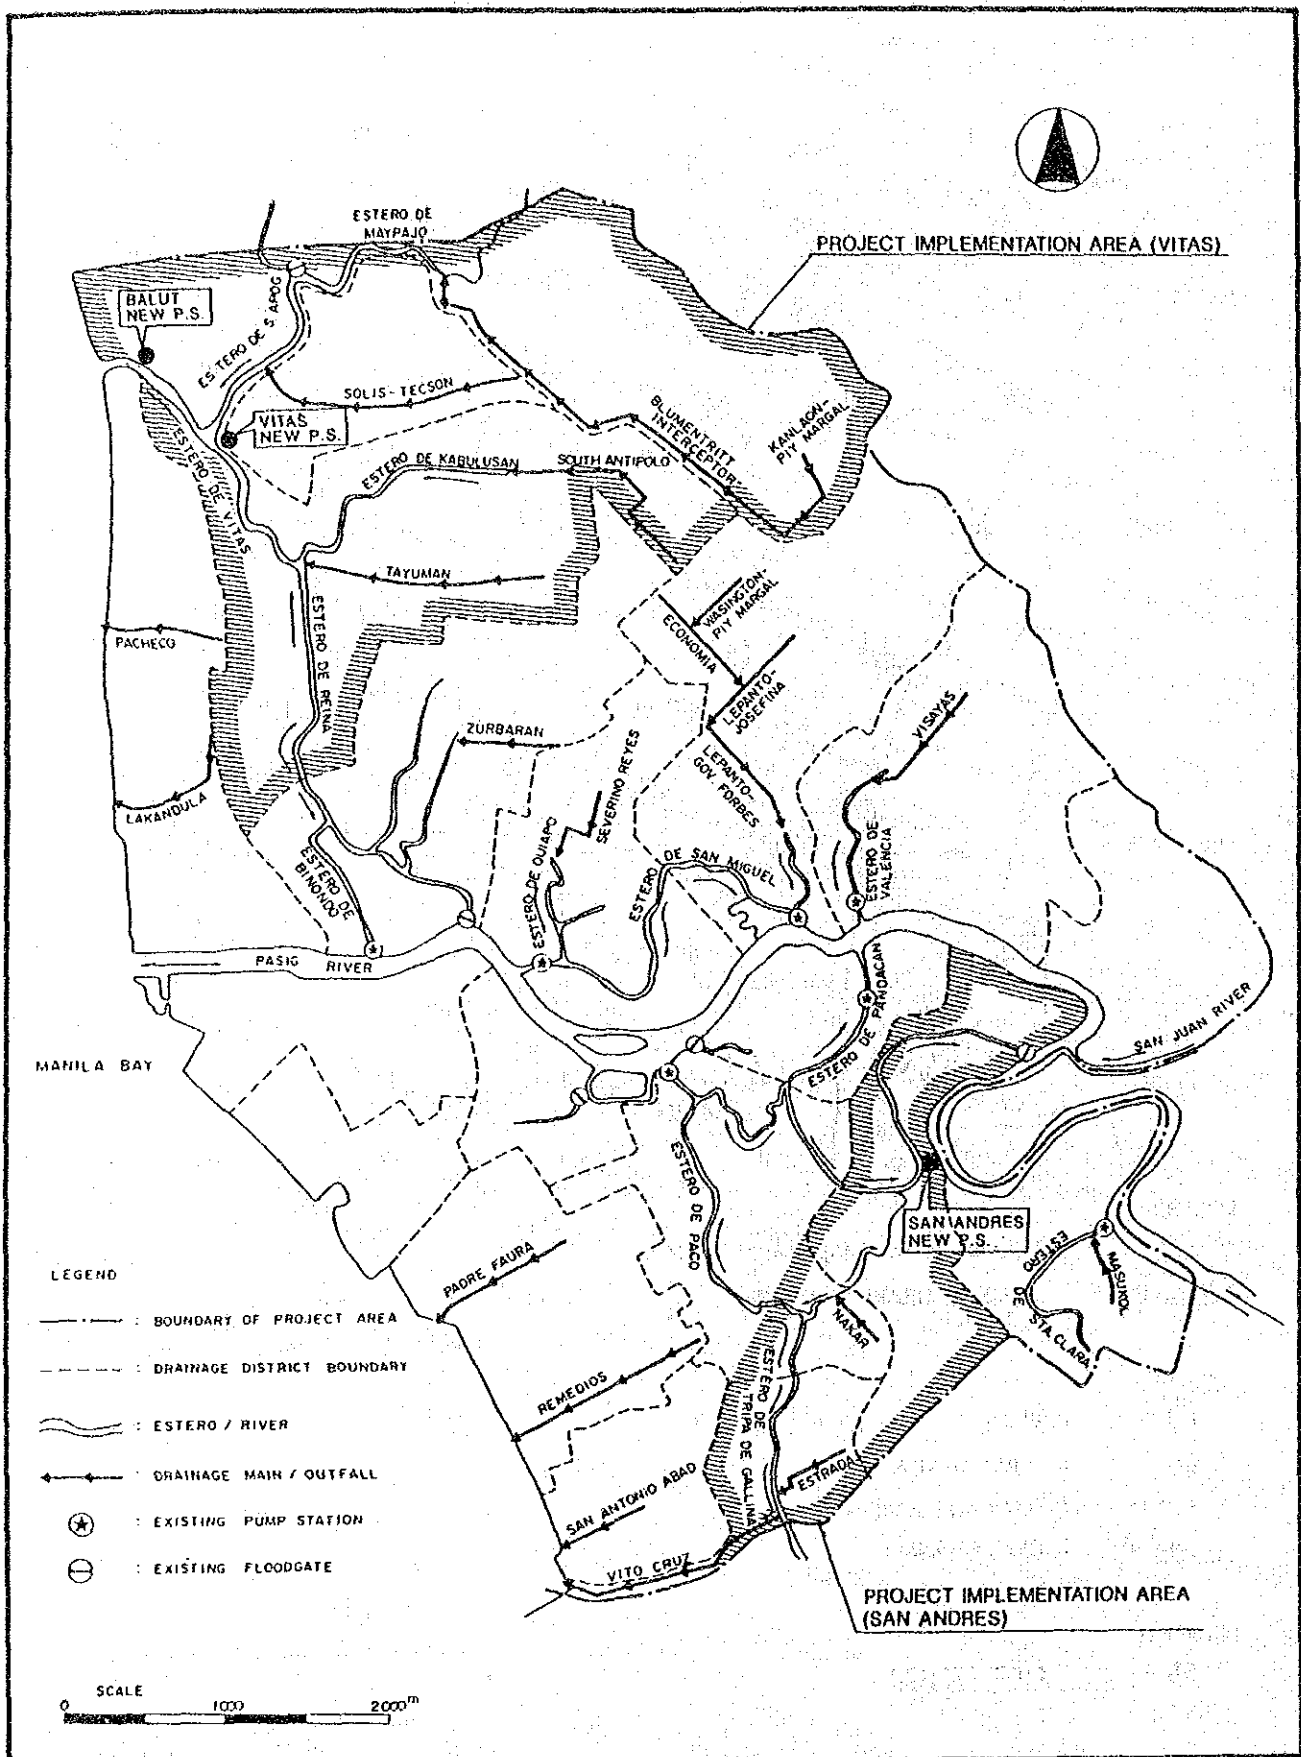 ESTERO DE
MAYPAJO
PROJECT IMPLEMENTATION AREA (VITAS)
BALUT
NEW P.S.
ESTERO DE S. APOG
SOLIS - TECSON
VITAS
NEW P.S.
BLUMENTRITT
INTERCEPTOR
KANLAON-
PIY MARGAL
ESTERO DE VITAS
ESTERO DE KABULUSAN
SOUTH ANTIPOLO
TAYUMAN
WASINGTON-
PIY MARGAL
ECONOMIA
PACHECO
ESTERO DE REINA
LEPANTO-
JOSEFINA
VISAYAS
ZURBARAN
SEVERINO REYES
LEPANTO-
GOV. FORBES
LAKANDULA
ESTERO DE
BINONDO
ESTERO DE QUIAPO
ESTERO DE SAN MIGUEL
ESTERO DE
VALENCIA
PASIG RIVER
ESTERO DE PANDACAN
SAN JUAN RIVER
MANILA BAY
ESTERO DE PACO
SAN ANDRES
NEW P.S.
ESTERO DE STA CLARA
MASUKOL
PADRE FAURA
NAKAR
REMEDIOS
ESTERO DE
TRIPA DE GALLINA
ESTRADA
SAN ANTONIO ABAD
VITO CRUZ
PROJECT IMPLEMENTATION AREA
(SAN ANDRES)
LEGEND
: BOUNDARY OF PROJECT AREA
: DRAINAGE DISTRICT BOUNDARY
: ESTERO / RIVER
: DRAINAGE MAIN / OUTFALL
: EXISTING PUMP STATION
: EXISTING FLOODGATE
SCALE
0 1000 2000m